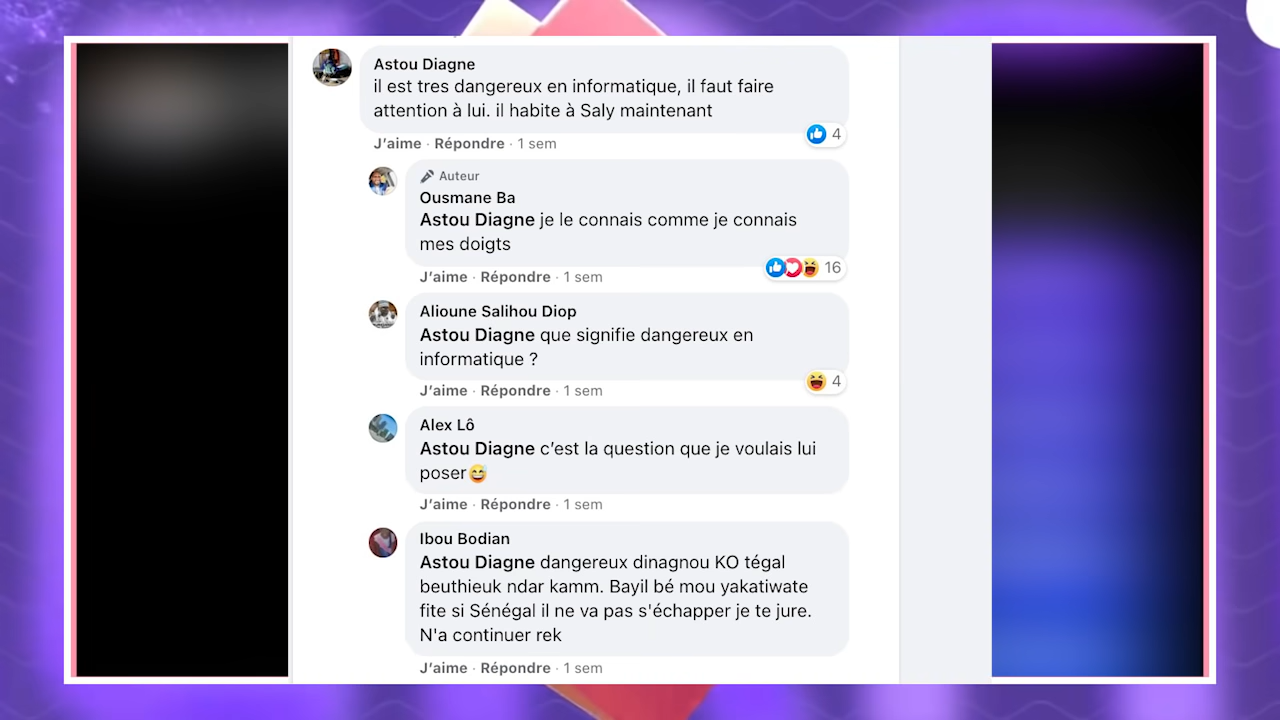 Astou Diagne
il est tres dangereux en informatique, il faut faire
attention à lui. il habite à Saly maintenant
J'aime · Répondre · 1 sem
4
Auteur
Ousmane Ba
Astou Diagne je le connais comme je connais
mes doigts
J'aime · Répondre · 1 sem
16
Alioune Salihou Diop
Astou Diagne que signifie dangereux en
informatique ?
J'aime · Répondre · 1 sem
4
Alex Lô
Astou Diagne c'est la question que je voulais lui
poser😅
J'aime · Répondre · 1 sem
Ibou Bodian
Astou Diagne dangereux dinagnou KO tégal
beuthieuk ndar kamm. Bayil bé mou yakatiwate
fite si Sénégal il ne va pas s'échapper je te jure.
N'a continuer rek
J'aime · Répondre · 1 sem